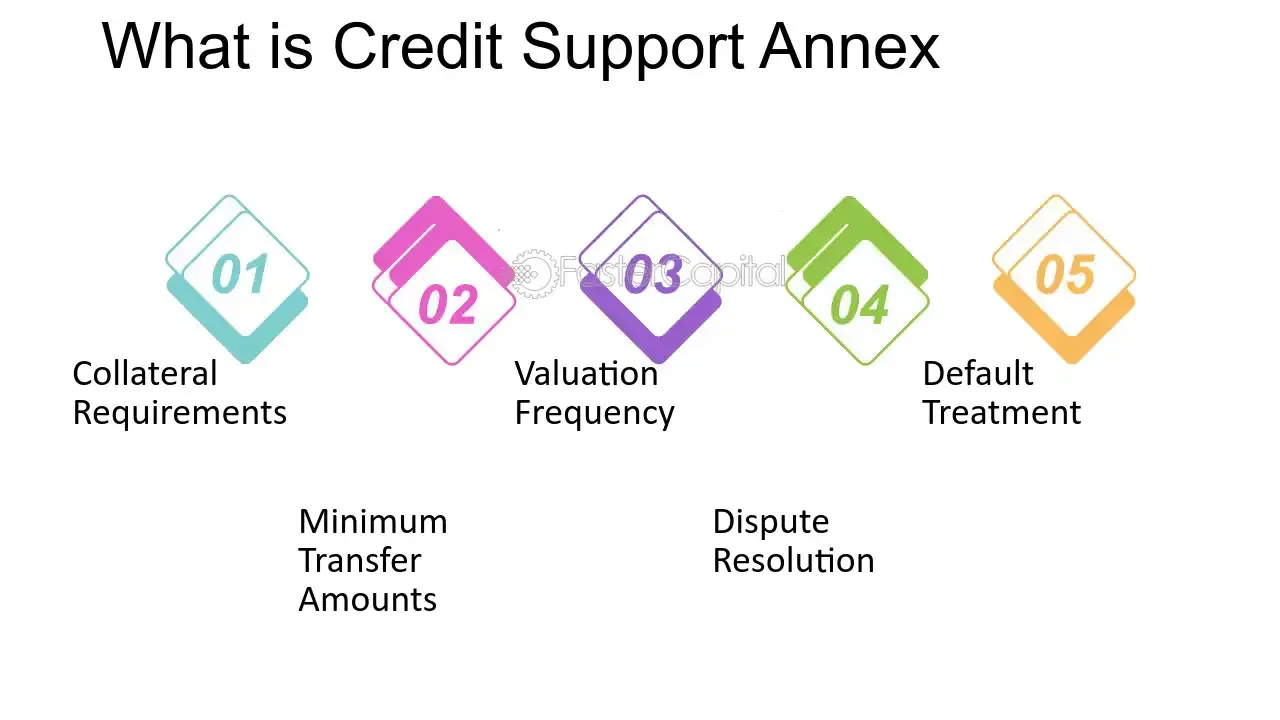 What is Credit Support Annex
01
02
03
04
05
FasterCapital
Collateral
Requirements
Minimum
Transfer
Amounts
Valuation
Frequency
Dispute
Resolution
Default
Treatment